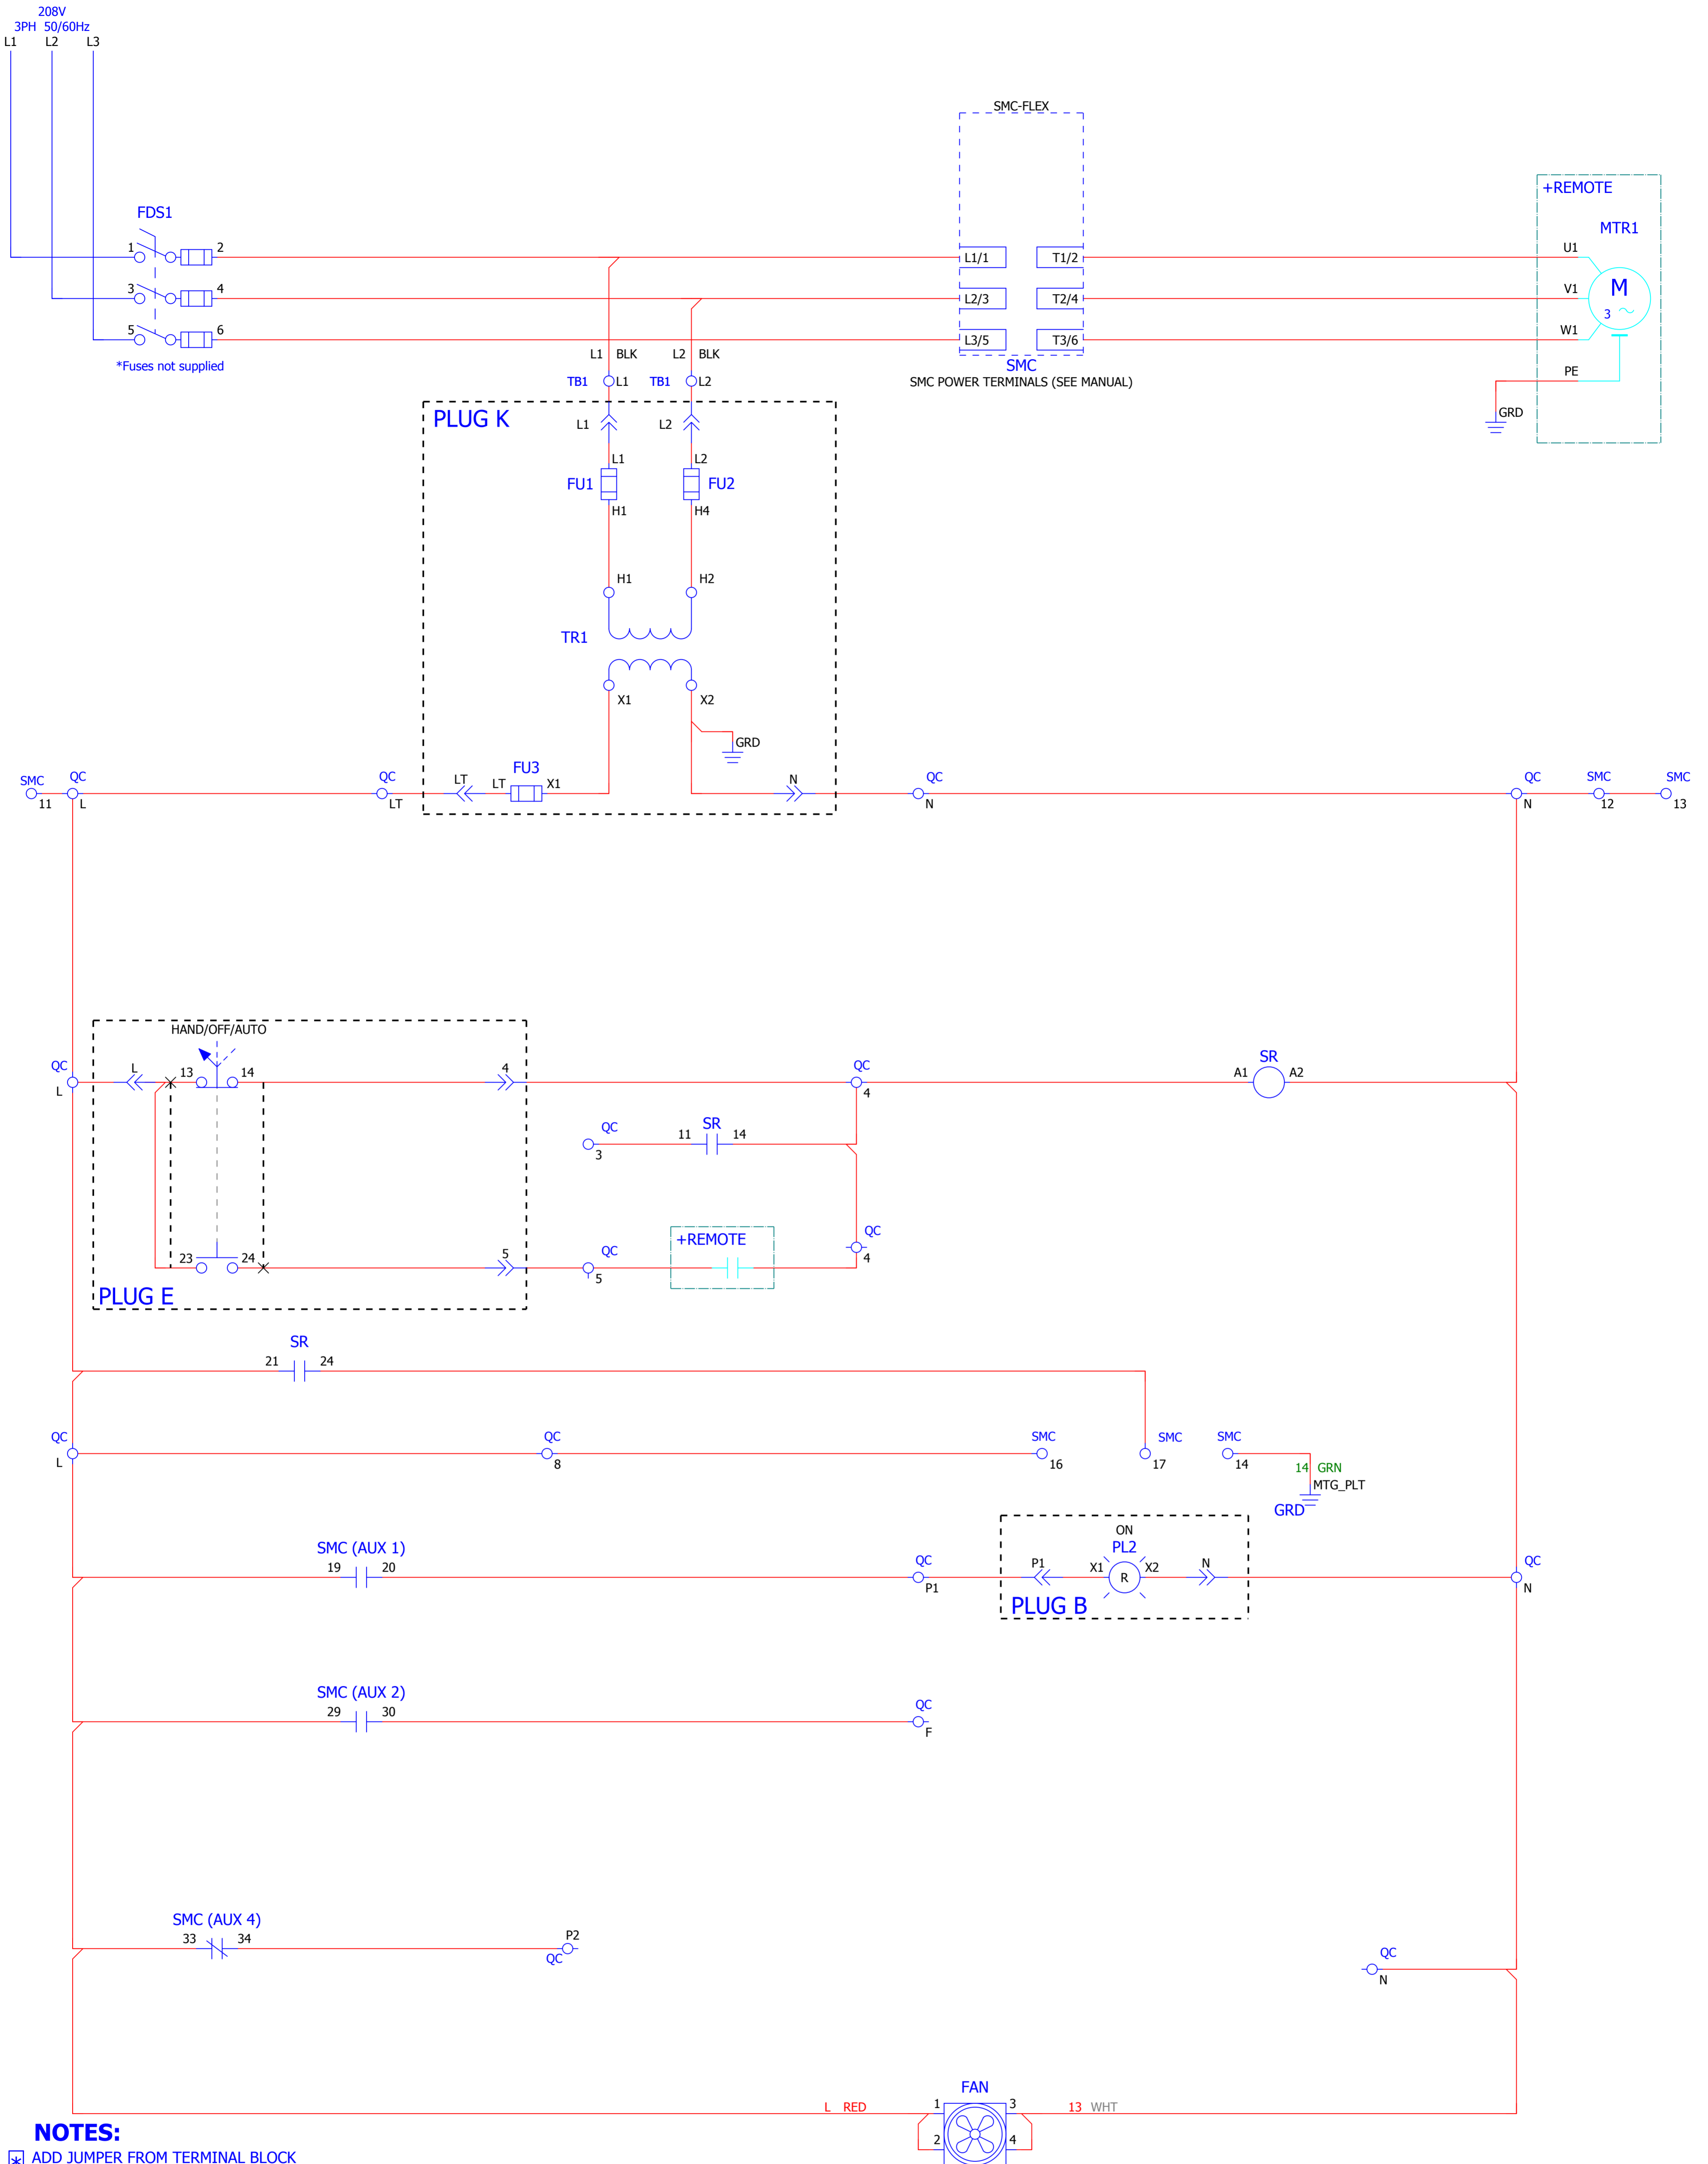 208V
3PH 50/60Hz
L1 L2 L3
SMC-FLEX
+REMOTE
MTR1
FDS1
1 2
3 4
5 6
*Fuses not supplied
L1/1 T1/2
L2/3 T2/4
L3/5 T3/6
SMC
SMC POWER TERMINALS (SEE MANUAL)
U1
V1
W1
PE
M
3
GRD
L1 BLK L2 BLK
TB1 L1 TB1 L2
PLUG K
L1 L2
L1 L2
FU1 FU2
H1 H4
H1 H2
TR1
X1 X2
GRD
SMC QC QC LT FU3 N QC QC SMC SMC
LT X1
11 L LT N N 12 13
HAND/OFF/AUTO
QC L 13 14 4 QC SR
A1 A2
L 4
QC 11 SR 14
3
+REMOTE QC
4
23 24 5 QC
5
PLUG E
SR
21 24
QC QC SMC SMC SMC
L 8 16 17 14
14 GRN
MTG_PLT
GRD
ON
SMC (AUX 1) PL2
19 20 QC P1 X1 X2 N QC
R
P1 N
PLUG B
SMC (AUX 2)
29 30 QC
F
SMC (AUX 4)
33 34 P2
QC
QC
N
FAN
L RED 1 3 13 WHT
2 4
NOTES:
* ADD JUMPER FROM TERMINAL BLOCK